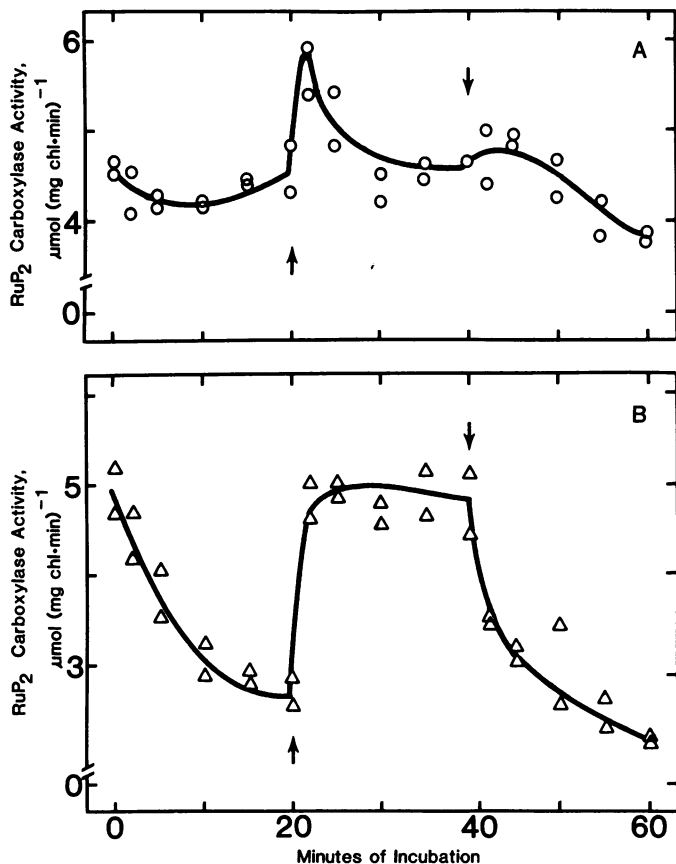 A
RuP₂ Carboxylase Activity,
μmol (mg chl·min)⁻¹
6
4
0
B
RuP₂ Carboxylase Activity,
μmol (mg chl·min)⁻¹
5
3
0
0 20 40 60
Minutes of Incubation